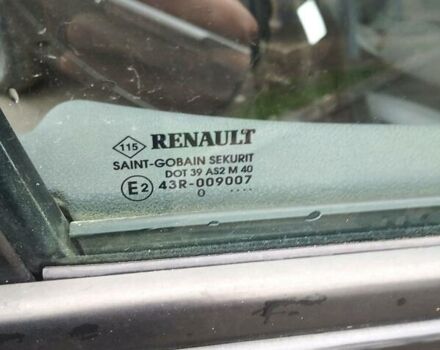 115 RENAULT
SAINT-GOBAIN SEKURIT
DOT 39 AS2 M 40
E2 43R-009007
0 ....